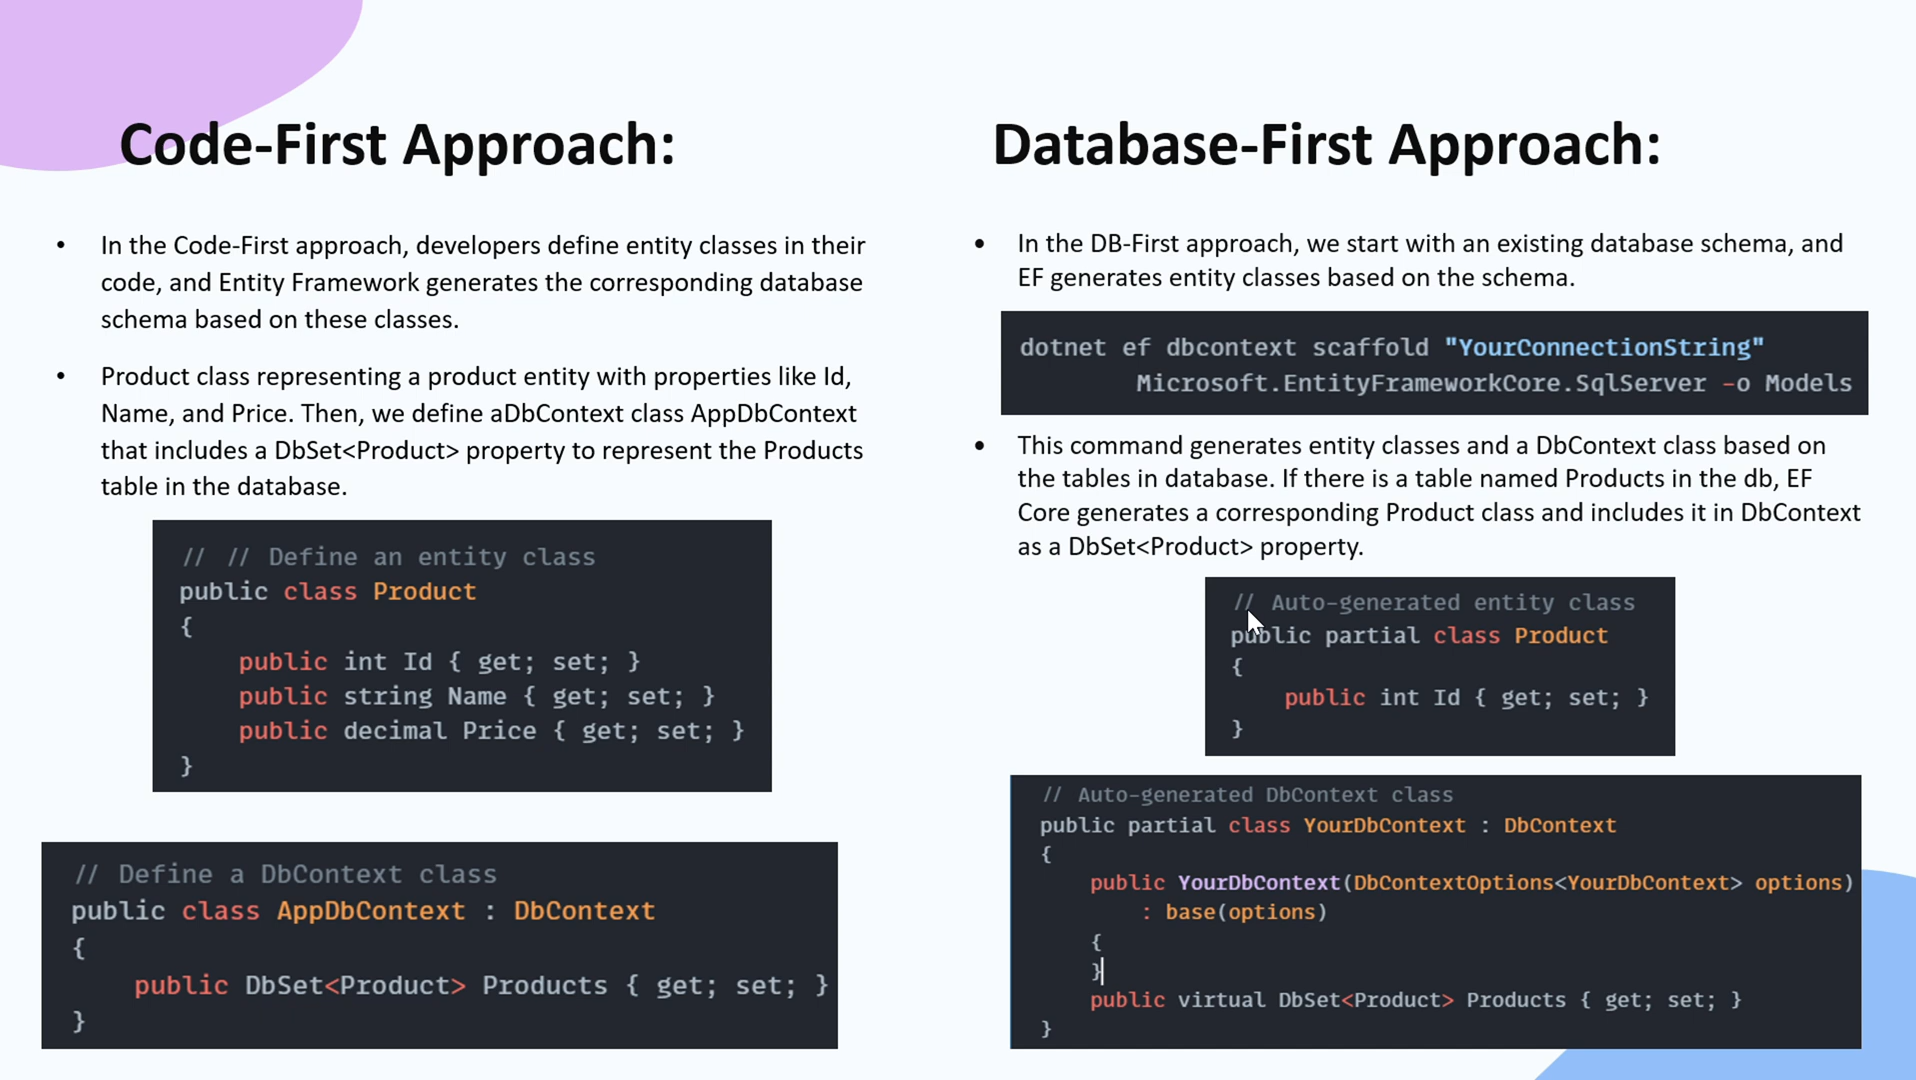 Code-First Approach:
• In the Code-First approach, developers define entity classes in their
code, and Entity Framework generates the corresponding database
schema based on these classes.
• Product class representing a product entity with properties like Id,
Name, and Price. Then, we define aDbContext class AppDbContext
that includes a DbSet<Product> property to represent the Products
table in the database.
// // Define an entity class
public class Product
{
    public int Id { get; set; }
    public string Name { get; set; }
    public decimal Price { get; set; }
}
// Define a DbContext class
public class AppDbContext : DbContext
{
    public DbSet<Product> Products { get; set; }
}
Database-First Approach:
• In the DB-First approach, we start with an existing database schema, and
EF generates entity classes based on the schema.
dotnet ef dbcontext scaffold "YourConnectionString"
        Microsoft.EntityFrameworkCore.SqlServer -o Models
• This command generates entity classes and a DbContext class based on
the tables in database. If there is a table named Products in the db, EF
Core generates a corresponding Product class and includes it in DbContext
as a DbSet<Product> property.
// Auto-generated entity class
public partial class Product
{
    public int Id { get; set; }
}
// Auto-generated DbContext class
public partial class YourDbContext : DbContext
{
    public YourDbContext(DbContextOptions<YourDbContext> options)
        : base(options)
    {
    }
    public virtual DbSet<Product> Products { get; set; }
}